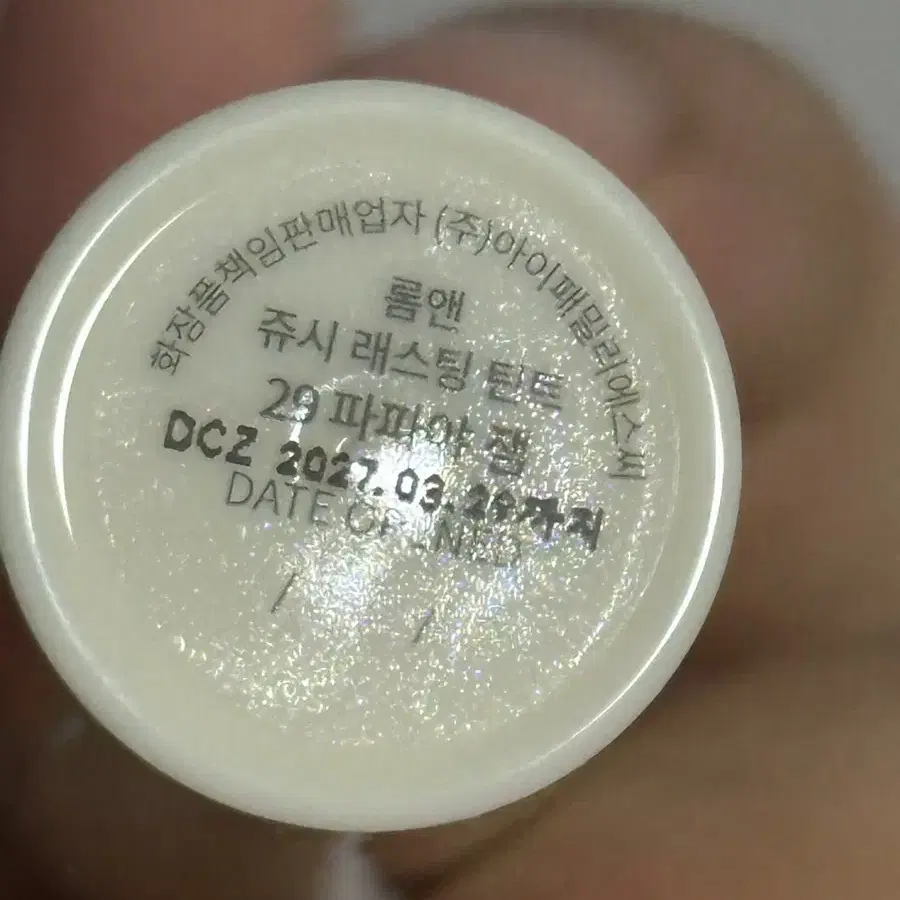 화장품책임판매업자 (주)아이패밀리에스씨
롬앤
쥬시 래스팅 틴트
29 파파야 잼
DCZ 2027.03.26까지
DATE OPENED
/ /